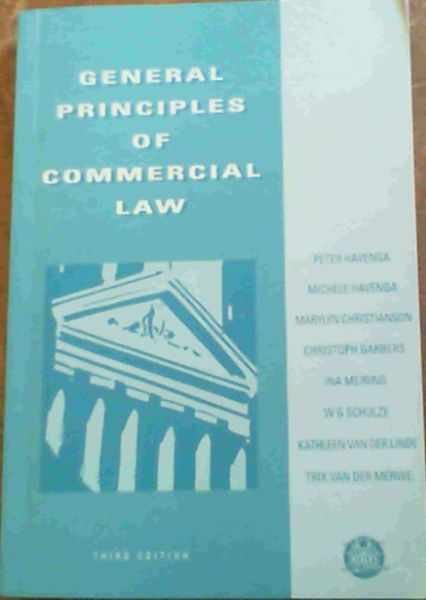 GENERAL
PRINCIPLES
OF
COMMERCIAL
LAW
PETER HAVENGA
MICHELE HAVENGA
MARYLYN CHRISTIANSON
CHRISTOPH GARBERS
INA MEIRING
W G SCHULZE
KATHLEEN VAN DER LINDE
TRIX VAN DER MERWE
THIRD EDITION